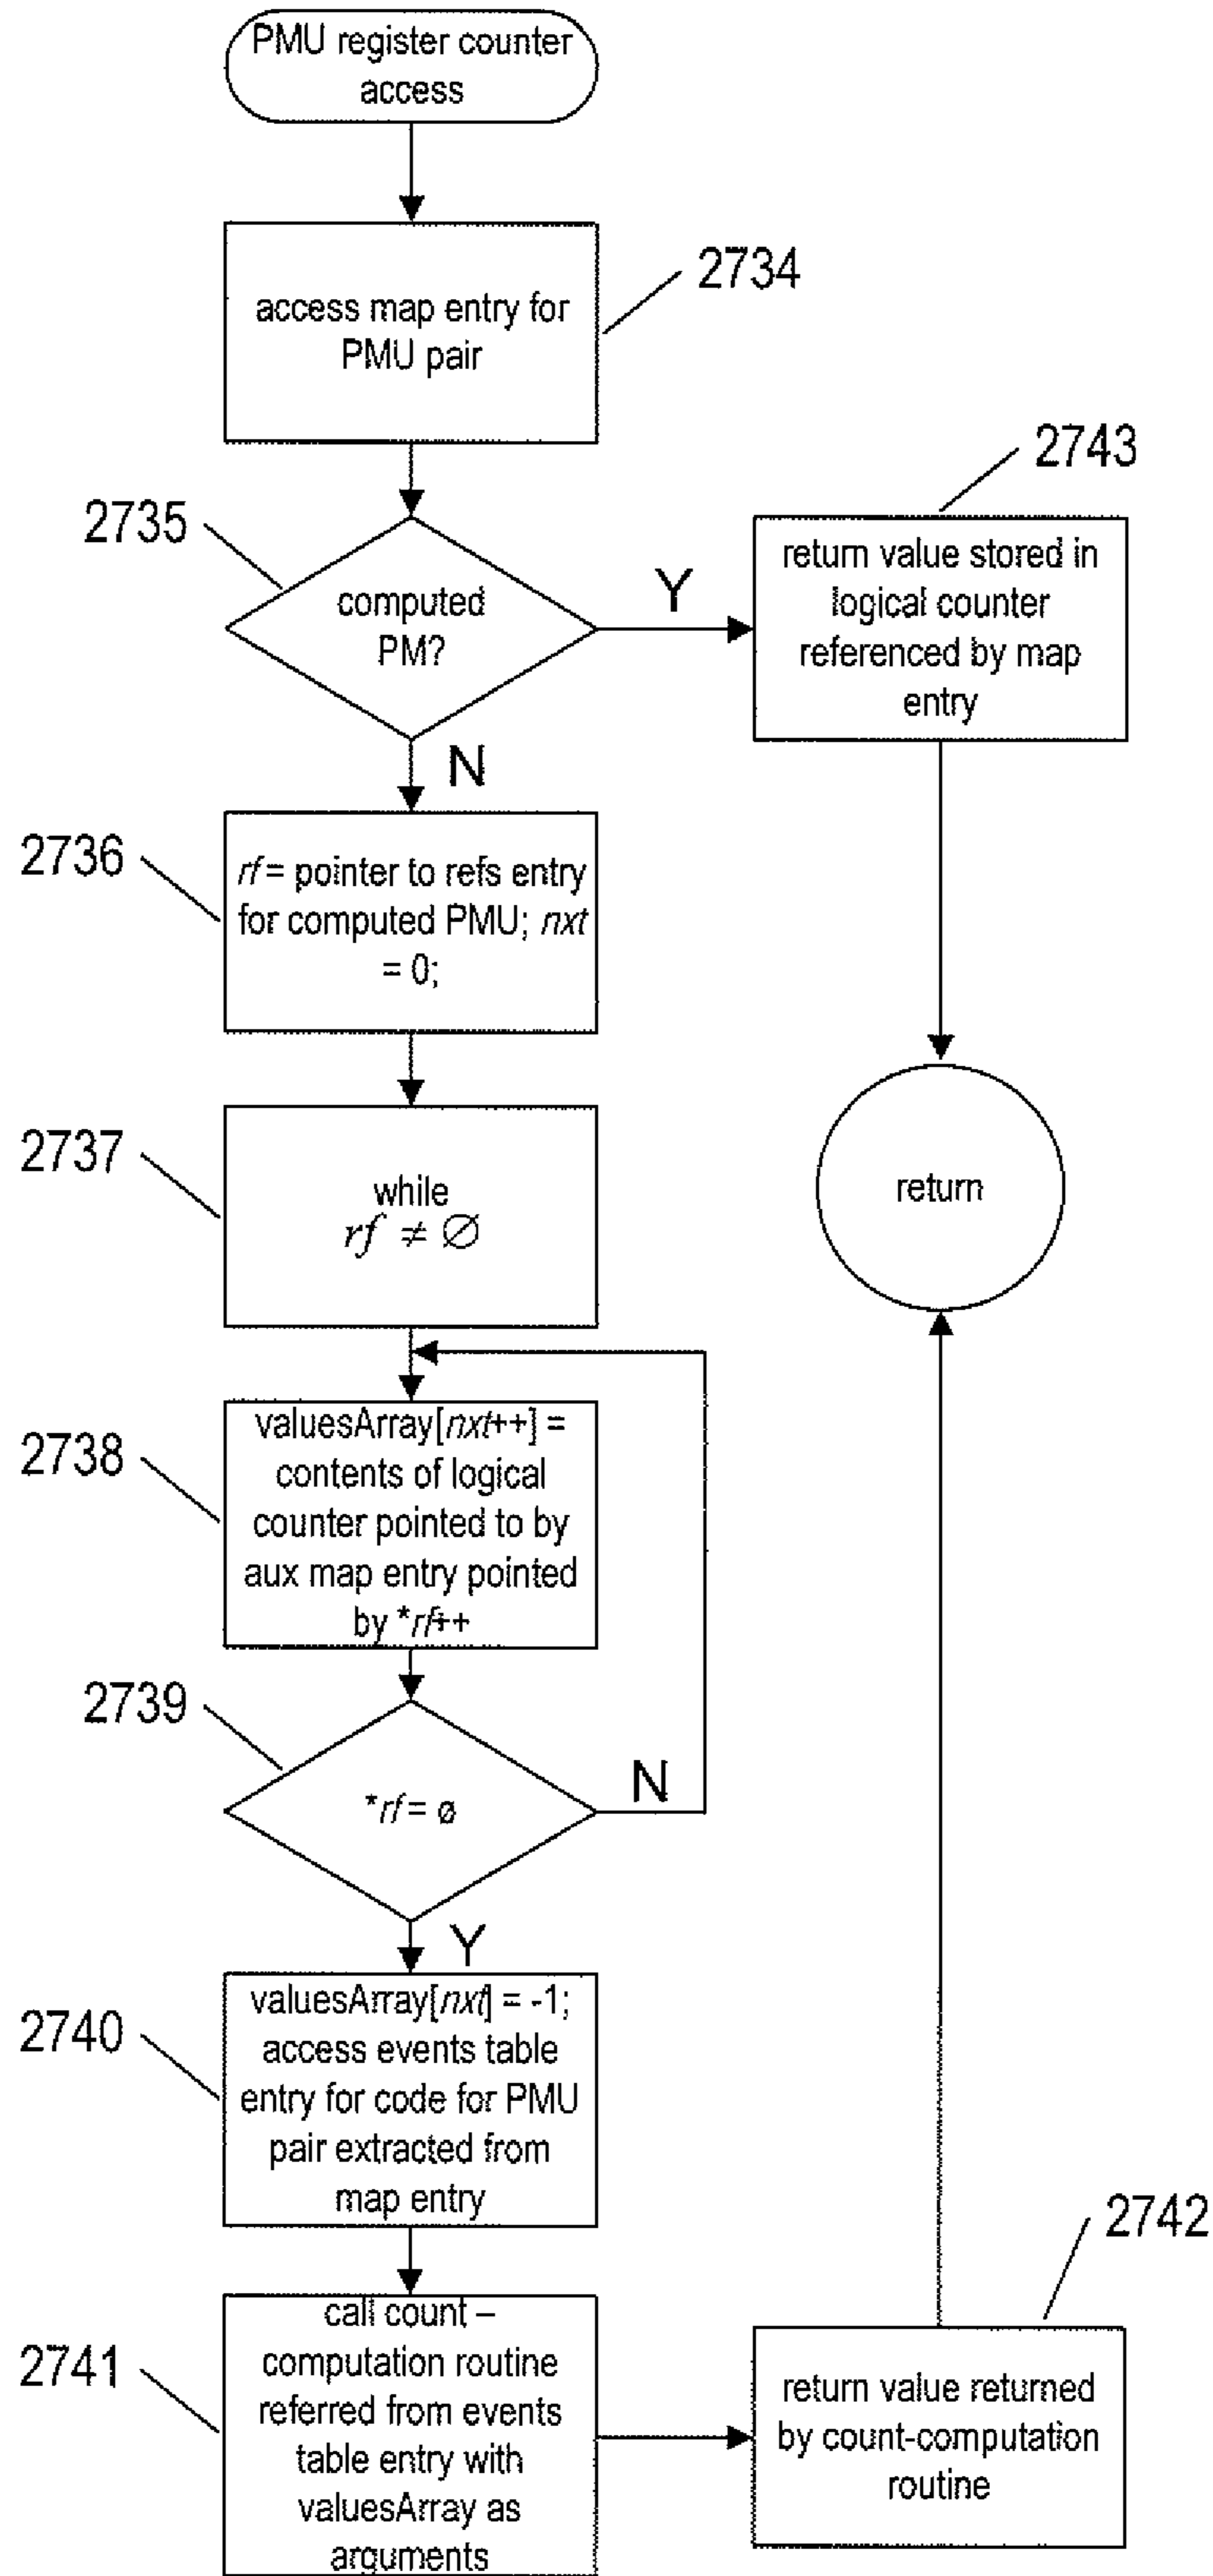 PMU register counter
access
2734
access map entry for
PMU pair
2743
2735
computed
PM?
Y
return value stored in
logical counter
referenced by map
entry
N
2736
rf = pointer to refs entry
for computed PMU; nxt
= 0;
2737
while
rf ≠ ∅
return
2738
valuesArray[nxt++] =
contents of logical
counter pointed to by
aux map entry pointed
by *rf++
2739
*rf = ø
N
Y
2740
valuesArray[nxt] = -1;
access events table
entry for code for PMU
pair extracted from
map entry
2742
2741
call count –
computation routine
referred from events
table entry with
valuesArray as
arguments
return value returned
by count-computation
routine